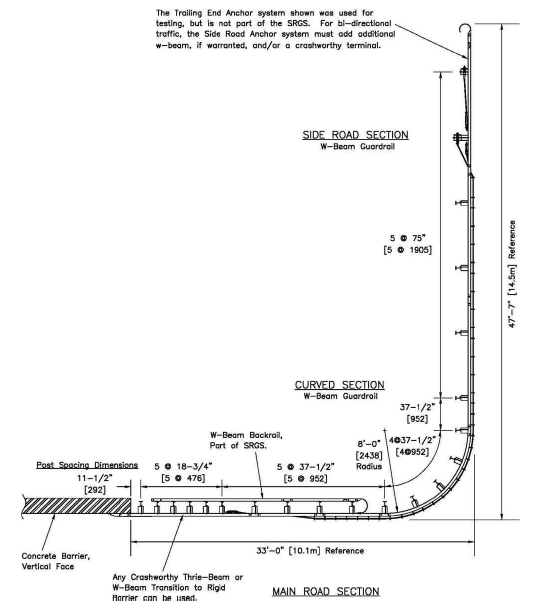 The Trailing End Anchor system shown was used for
testing, but is not part of the SRGS. For bi-directional
traffic, the Side Road Anchor system must add additional
w-beam, if warranted, and/or a crashworthy terminal.
SIDE ROAD SECTION
W-Beam Guardrail
5 @ 75"
[5 @ 1905]
47'-7" [14.5m] Reference
CURVED SECTION
W-Beam Guardrail
37-1/2"
[952]
W-Beam Backrail,
Part of SRGS.
8'-0"
[2438]
Radius
4@37-1/2"
[4@952]
Post Spacing Dimensions
11-1/2"
[292]
5 @ 18-3/4"
[5 @ 476]
5 @ 37-1/2"
[5 @ 952]
33'-0" [10.1m] Reference
Concrete Barrier,
Vertical Face
Any Crashworthy Thrie-Beam or
W-Beam Transition to Rigid
Barrier can be used.
MAIN ROAD SECTION